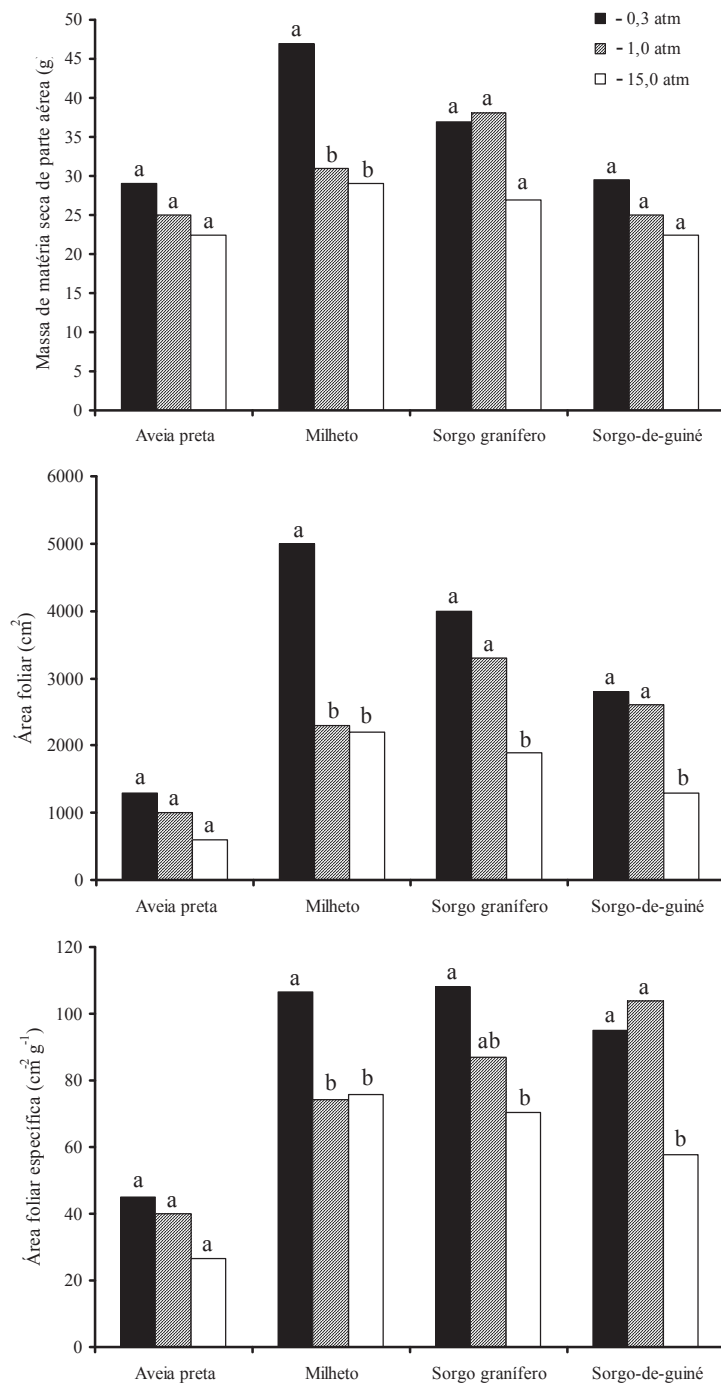 Massa de matéria seca de parte aérea (g
50
45
40
35
30
25
20
15
10
5
0
- 0,3 atm
- 1,0 atm
- 15,0 atm
a
a
a
a
b
b
a
a
a
a
a
a
Aveia preta Milheto Sorgo granífero Sorgo-de-guiné
Área foliar (cm²)
6000
5000
4000
3000
2000
1000
0
a
a
a
a
b
b
a
a
b
a
a
b
Aveia preta Milheto Sorgo granífero Sorgo-de-guiné
Área foliar específica (cm⁻² g⁻¹)
120
100
80
60
40
20
0
a
a
a
a
b
b
a
ab
b
a
a
b
Aveia preta Milheto Sorgo granífero Sorgo-de-guiné